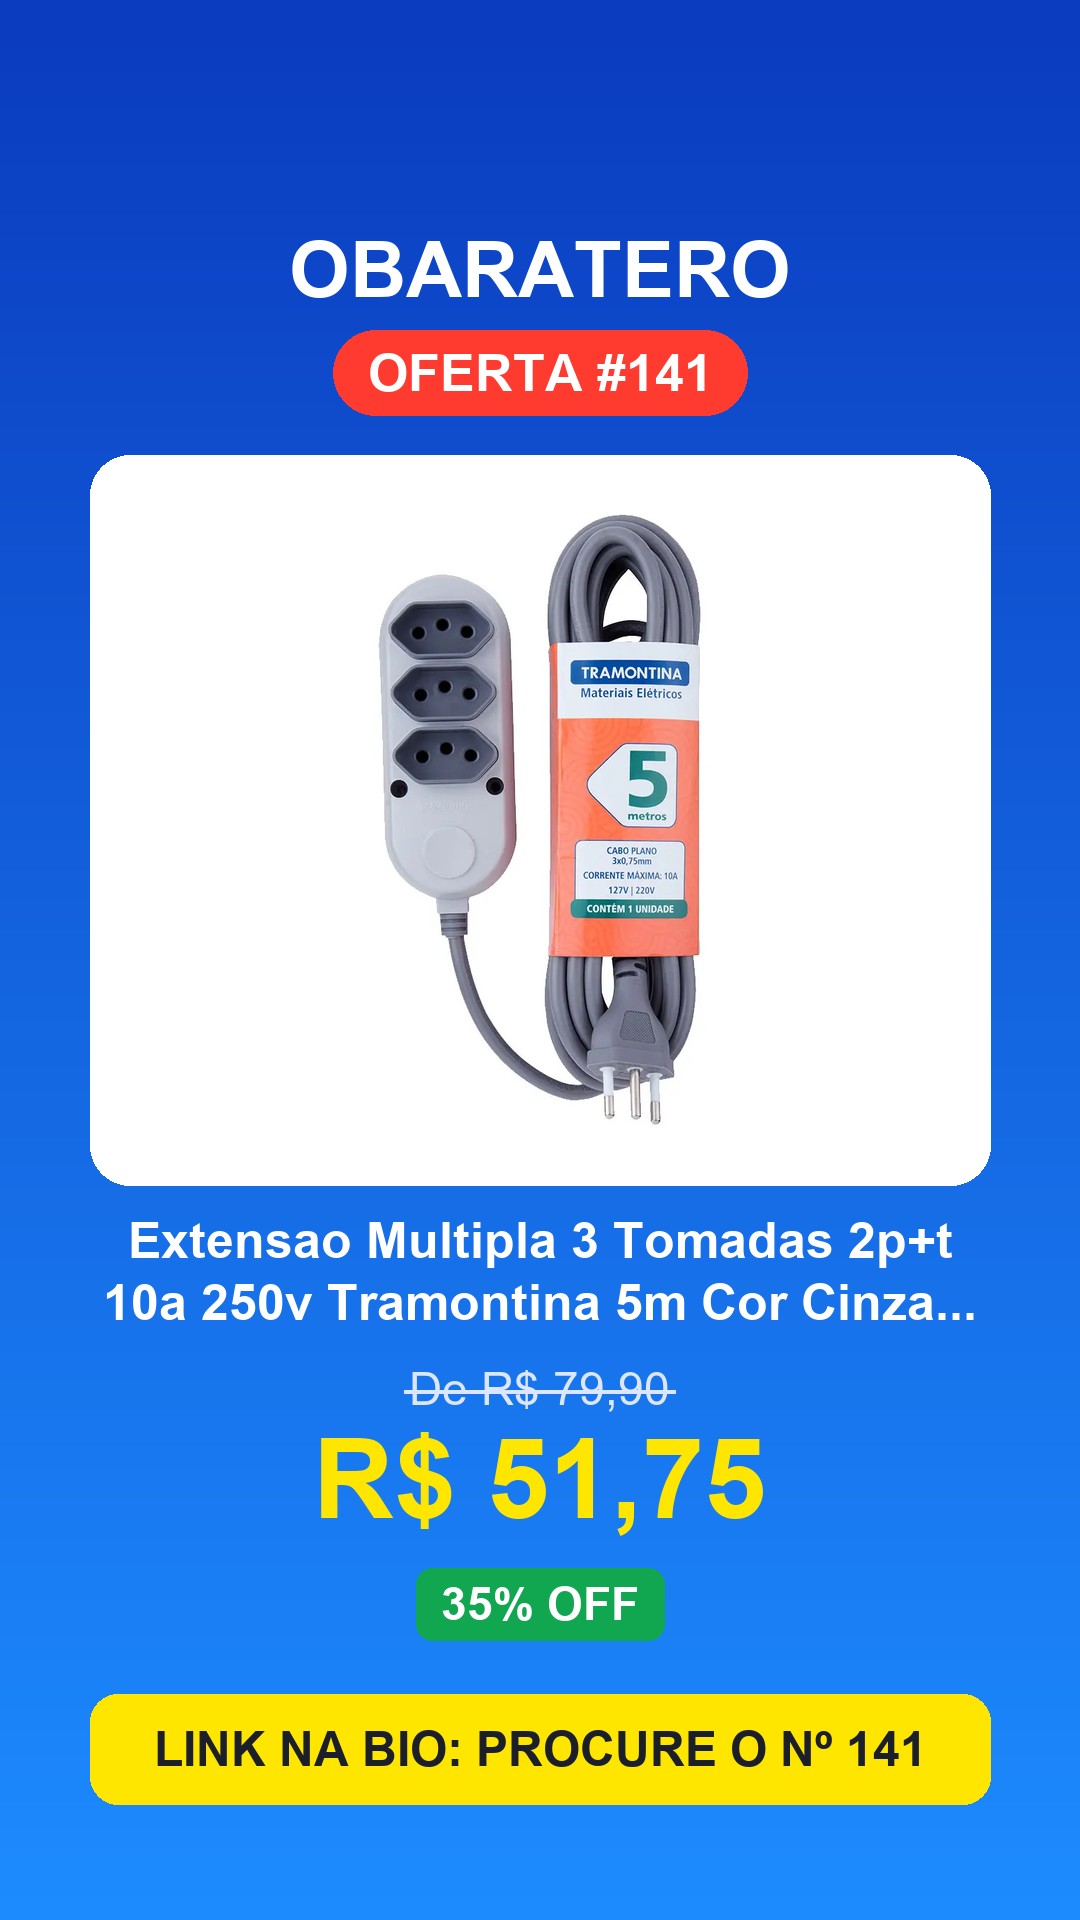 OBARATERO
OFERTA #141
TRAMONTINA
Materiais Elétricos
5
metros
CABO PLANO
3x0,75mm
CORRENTE MÁXIMA: 10A
127V | 220V
CONTÉM 1 UNIDADE
Extensao Multipla 3 Tomadas 2p+t
10a 250v Tramontina 5m Cor Cinza...
De R$ 79,90
R$ 51,75
35% OFF
LINK NA BIO: PROCURE O Nº 141